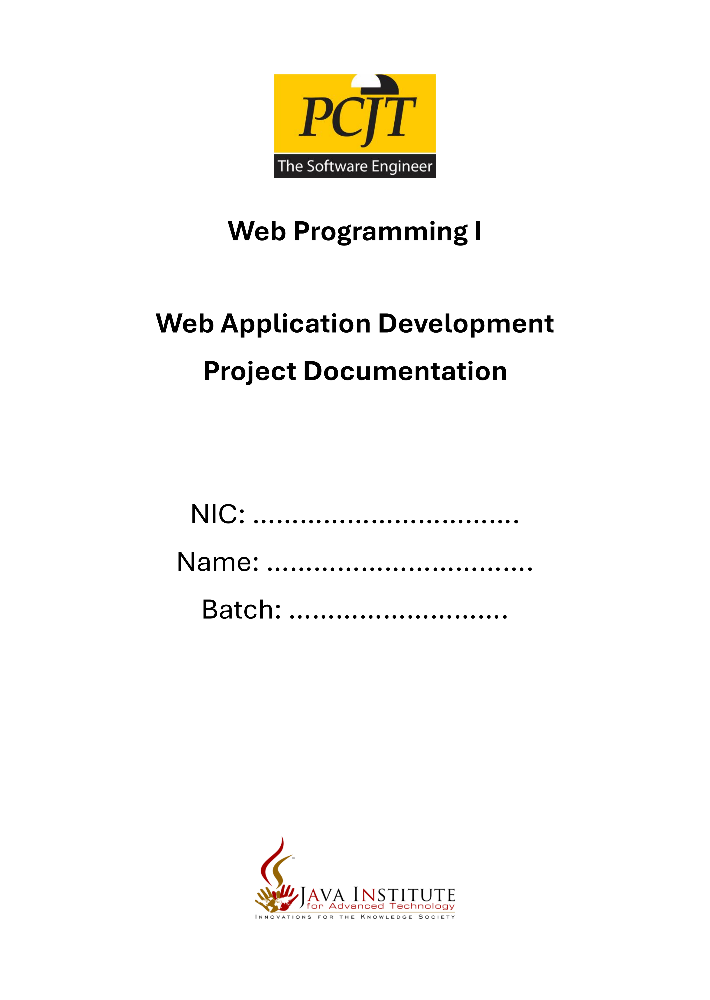 PCJT
The Software Engineer
Web Programming I
Web Application Development
Project Documentation
NIC: ..................................
Name: ..................................
Batch: ............................
™
JAVA INSTITUTE
for Advanced Technology
INNOVATIONS FOR THE KNOWLEDGE SOCIETY